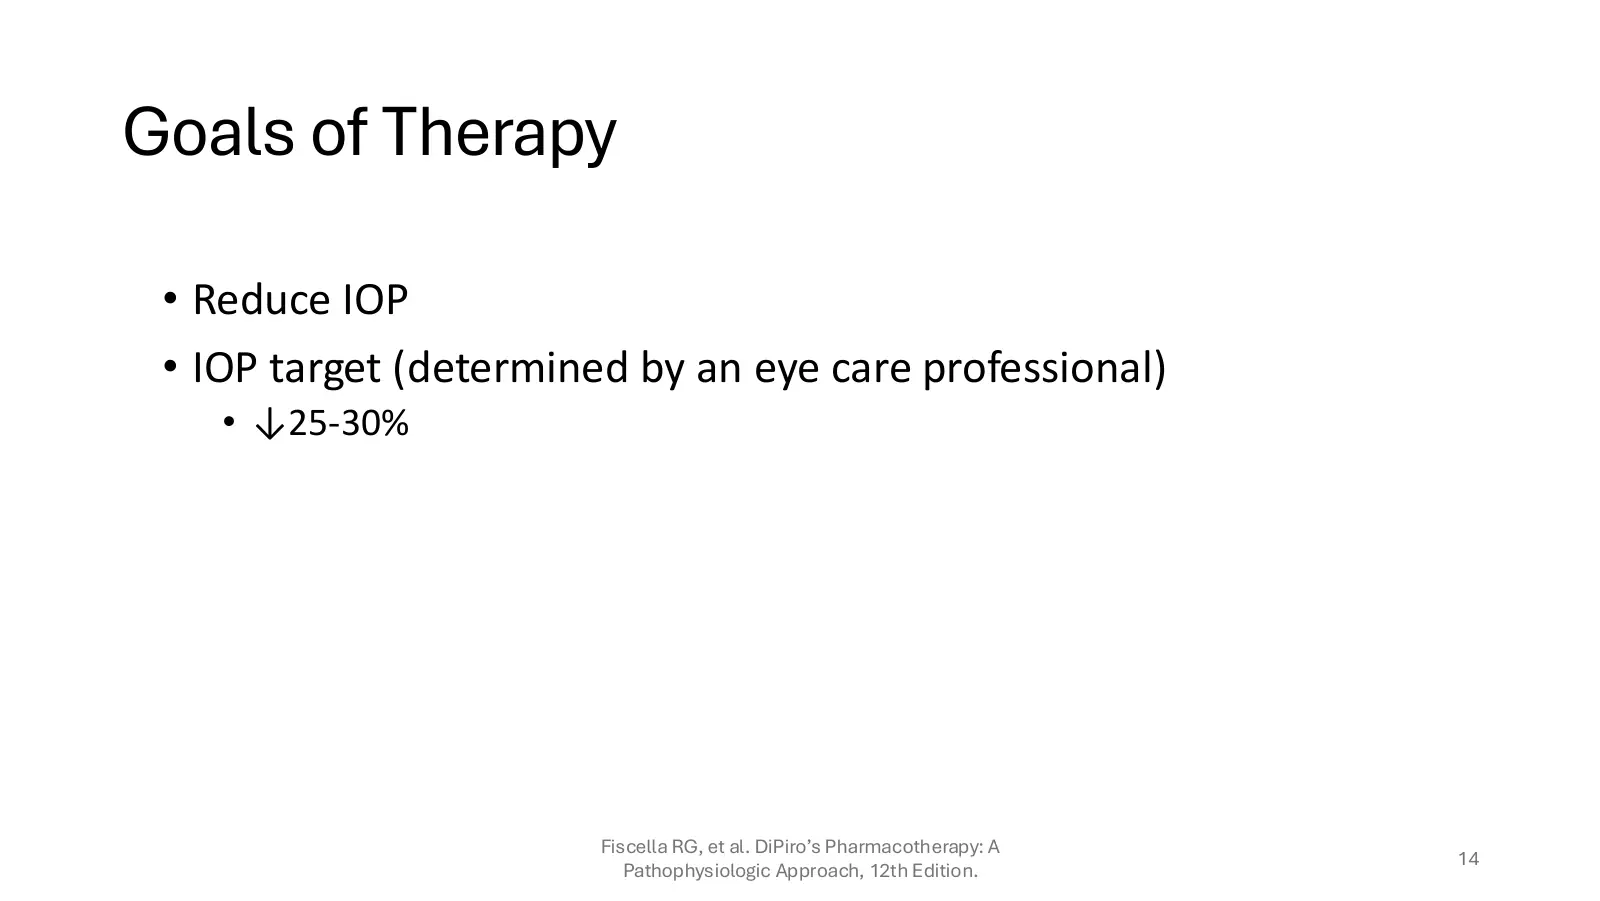 Goals of Therapy
• Reduce IOP
• IOP target (determined by an eye care professional)
• ↓25-30%
Fiscella RG, et al. DiPiro’s Pharmacotherapy: A
Pathophysiologic Approach, 12th Edition.
14